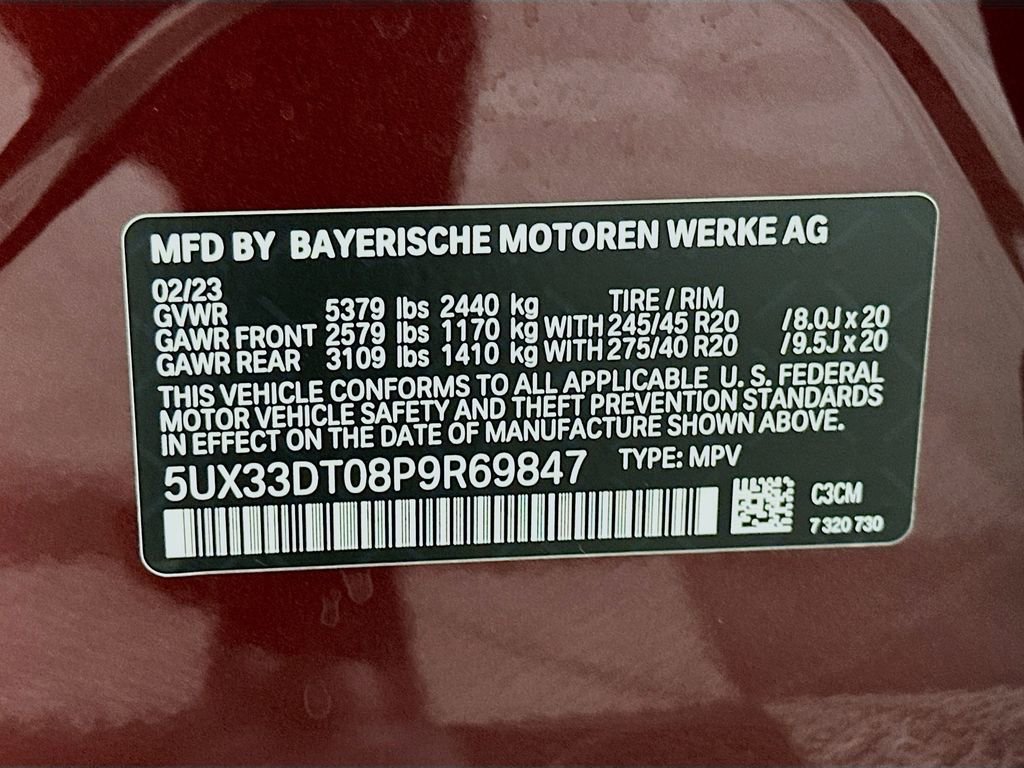 MFD BY BAYERISCHE MOTOREN WERKE AG
02/23 TIRE / RIM
GVWR 5379 lbs 2440 kg
GAWR FRONT 2579 lbs 1170 kg WITH 245/45 R20 /8.0J x 20
GAWR REAR 3109 lbs 1410 kg WITH 275/40 R20 /9.5J x 20
THIS VEHICLE CONFORMS TO ALL APPLICABLE U. S. FEDERAL
MOTOR VEHICLE SAFETY AND THEFT PREVENTION STANDARDS
IN EFFECT ON THE DATE OF MANUFACTURE SHOWN ABOVE.
5UX33DT08P9R69847 TYPE: MPV
C3CM
7 320 730